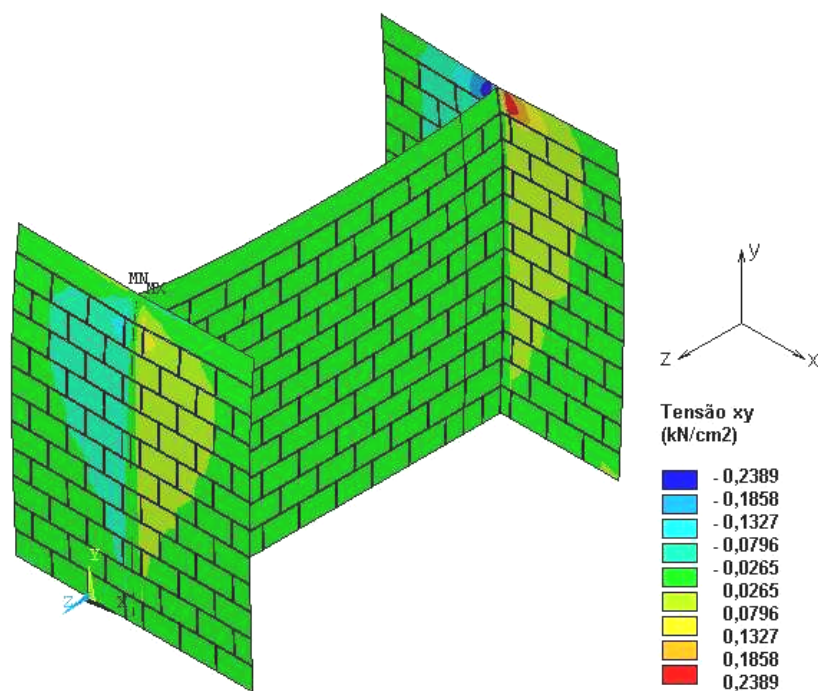 MN
MX
Y
Z
X
y
z
x
Tensão xy
(kN/cm2)
- 0,2389
- 0,1858
- 0,1327
- 0,0796
- 0,0265
0,0265
0,0796
0,1327
0,1858
0,2389